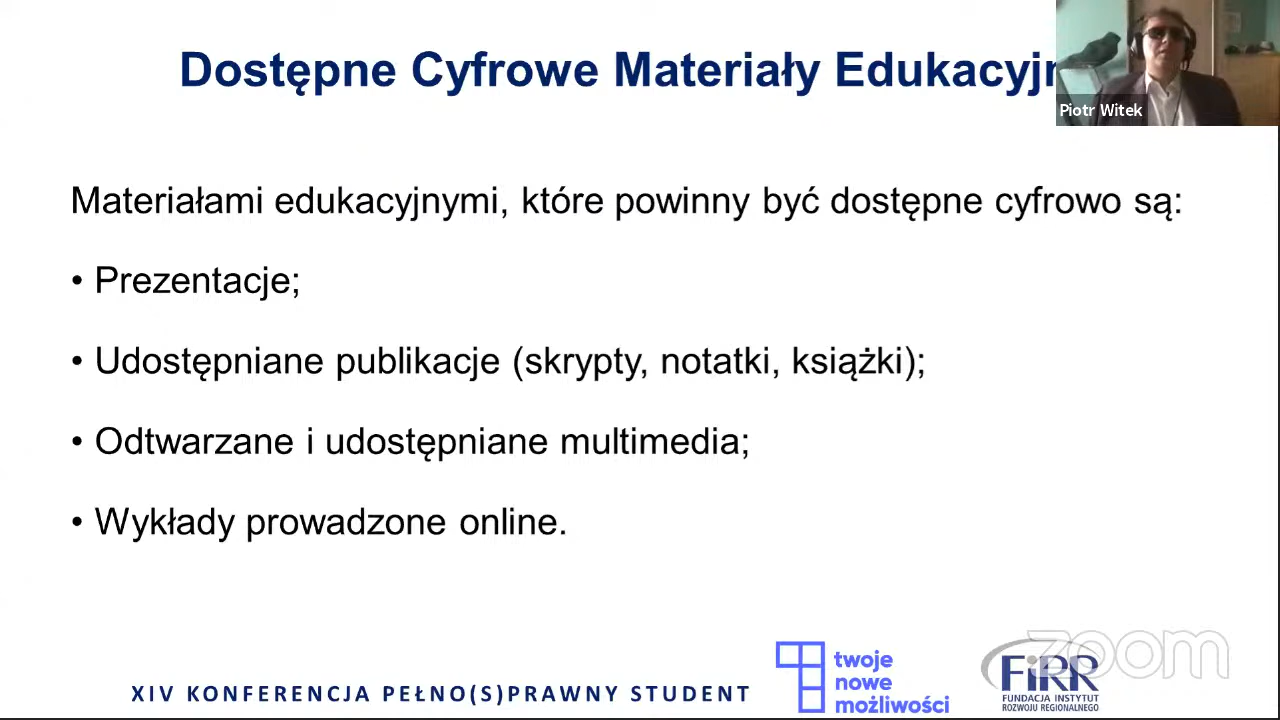 Dostępne Cyfrowe Materiały Edukacyj
Piotr Witek
Materiałami edukacyjnymi, które powinny być dostępne cyfrowo są:
• Prezentacje;
• Udostępniane publikacje (skrypty, notatki, książki);
• Odtwarzane i udostępniane multimedia;
• Wykłady prowadzone online.
XIV KONFERENCJA PEŁNO(S)PRAWNY STUDENT
twoje
nowe
możliwości
FiRR
FUNDACJA INSTYTUT
ROZWOJU REGIONALNEGO
zoom